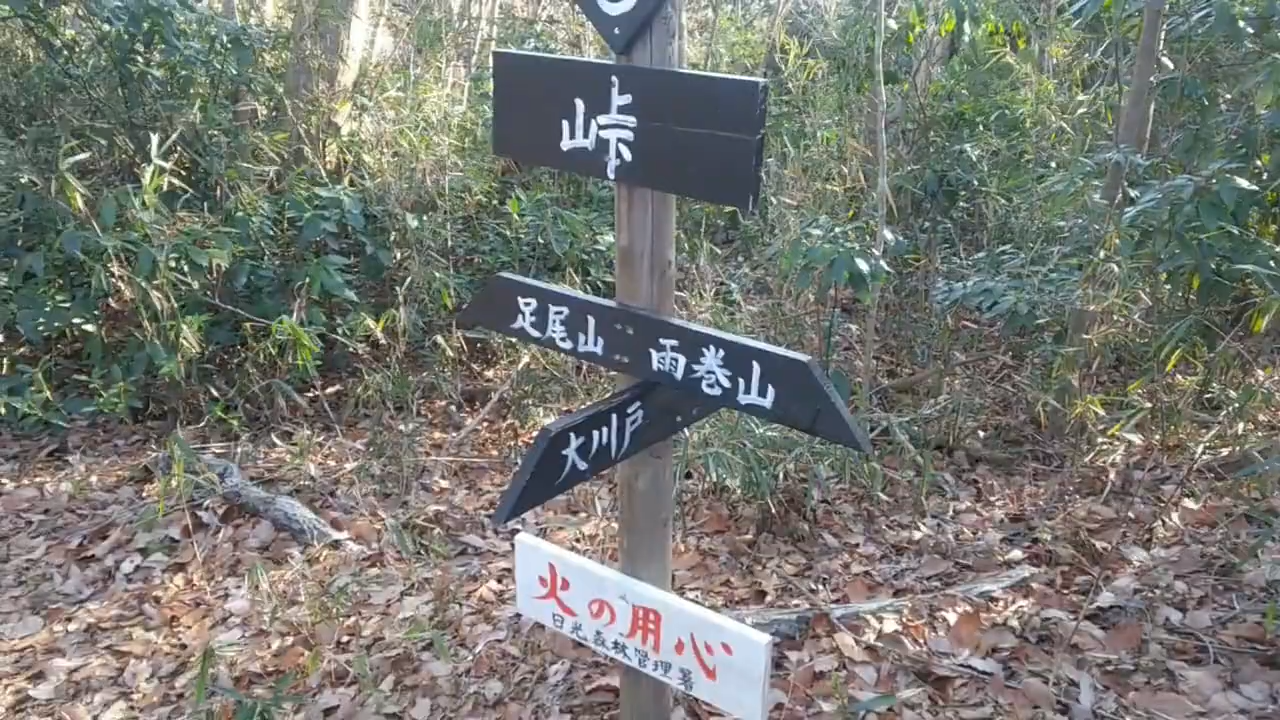 峠
足尾山 雨巻山
大川戸
火の用心
日光森林管理署